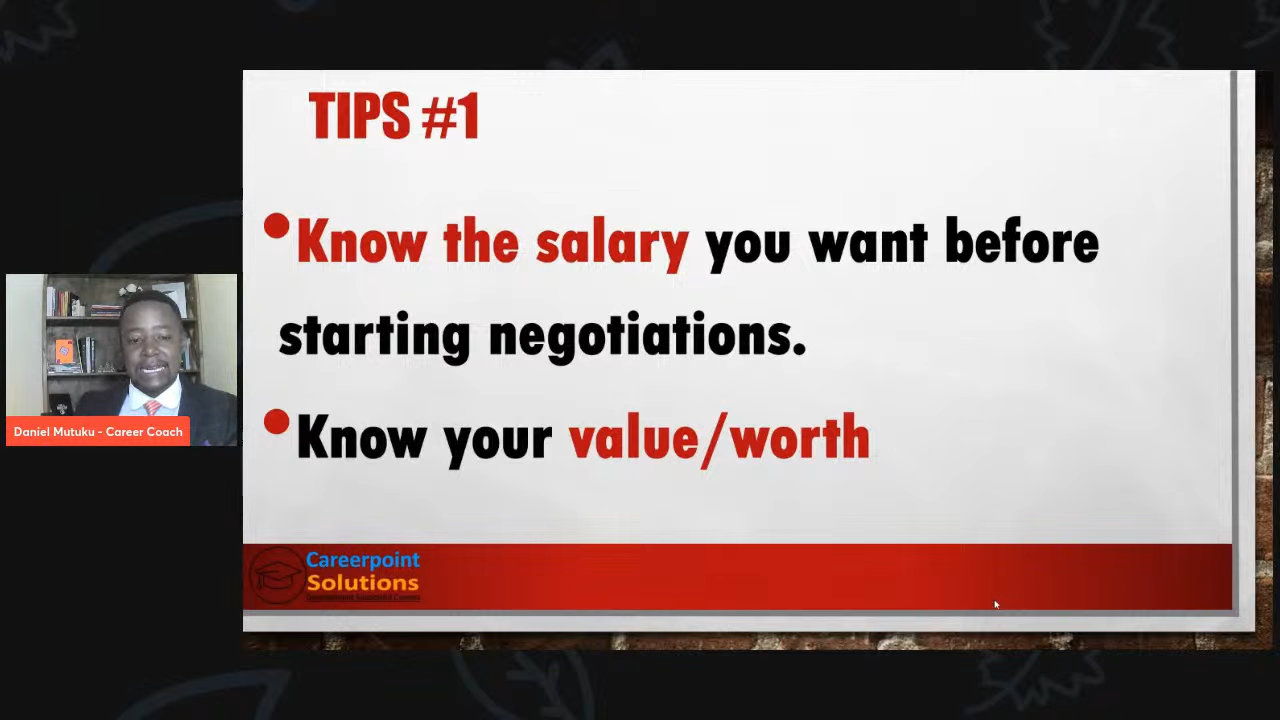 TIPS #1
•Know the salary you want before
starting negotiations.
•Know your value/worth
Daniel Mutuku - Career Coach
Careerpoint
Solutions